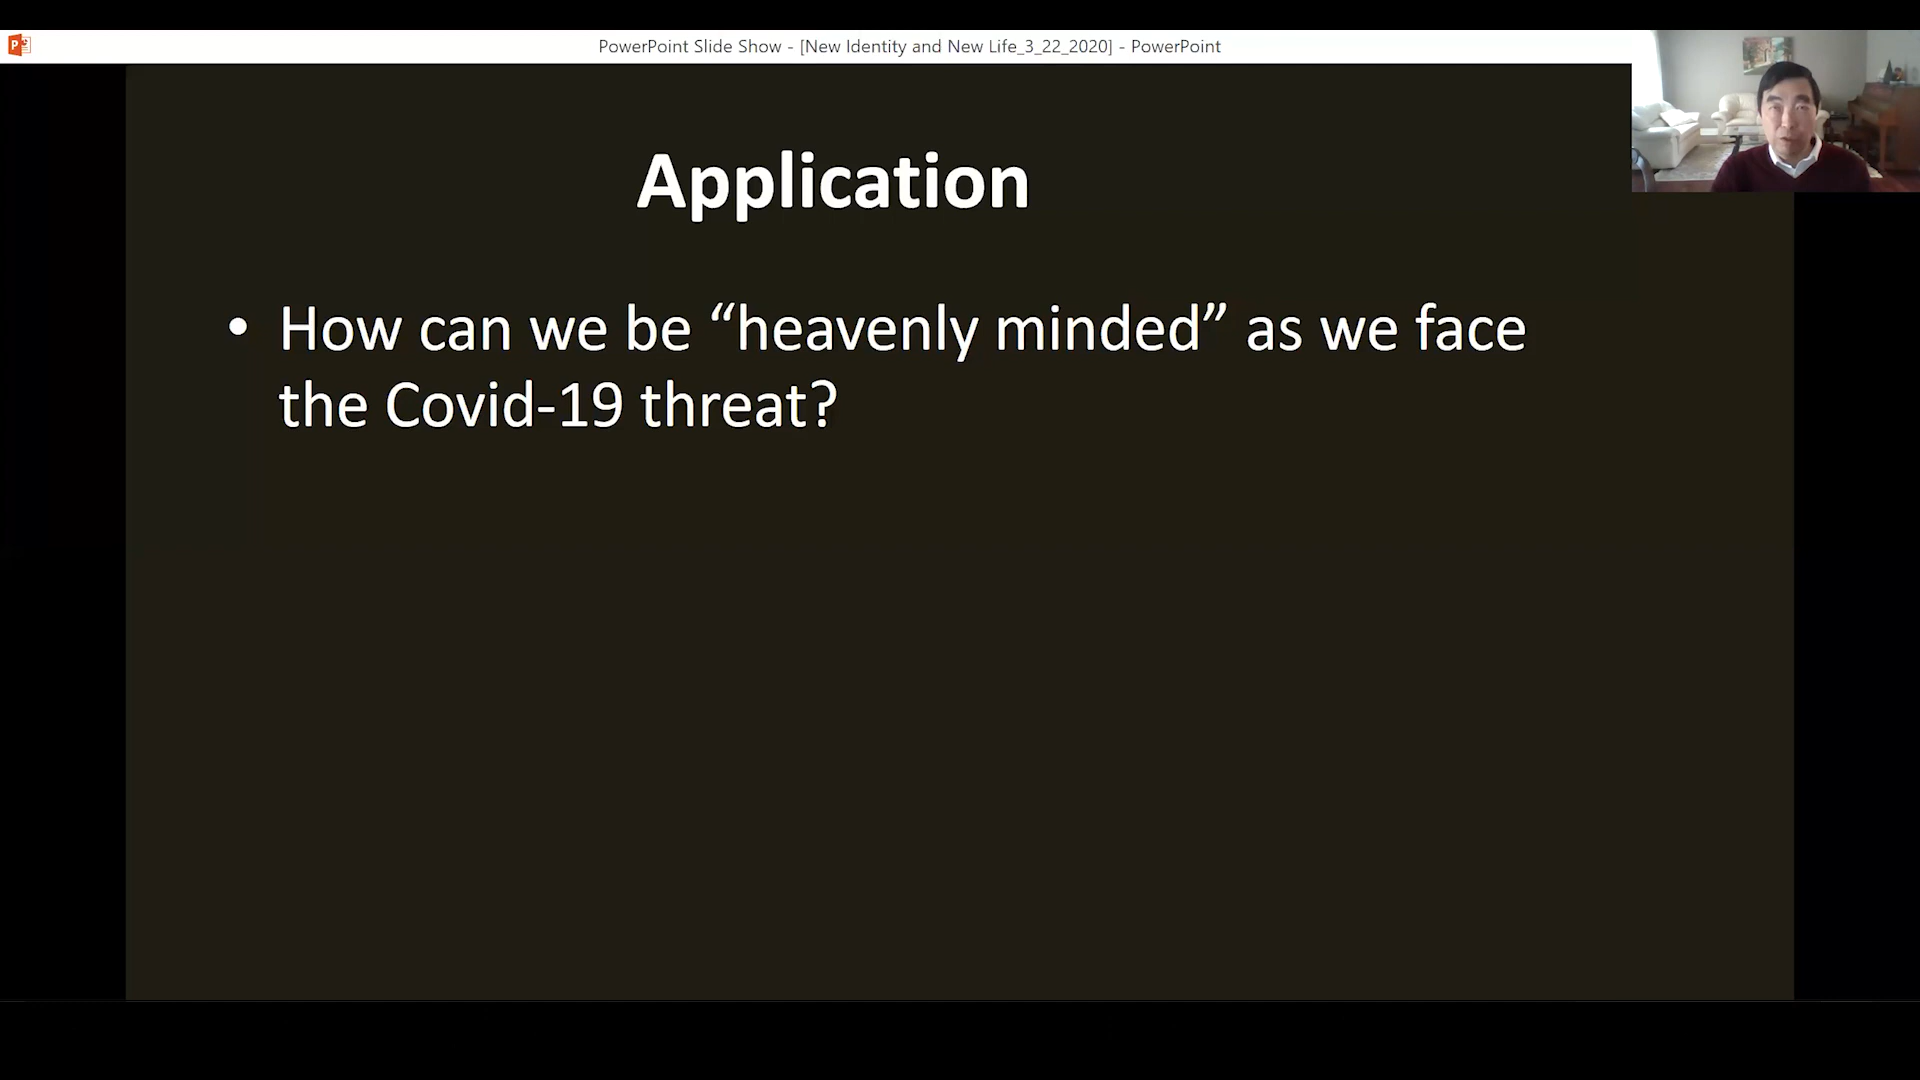 PowerPoint Slide Show - [New Identity and New Life_3_22_2020] - PowerPoint
Application
• How can we be “heavenly minded” as we face
the Covid-19 threat?